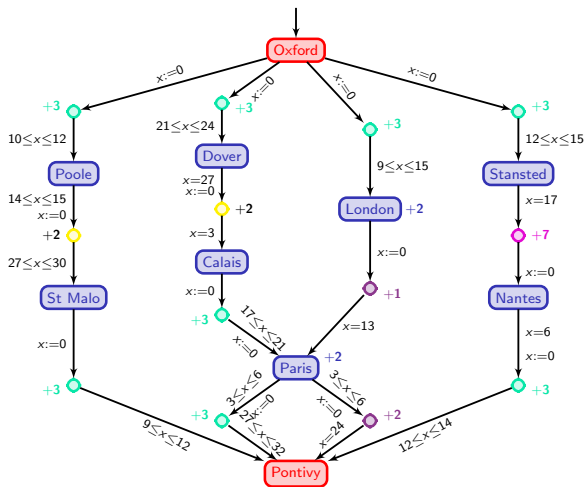 Oxford
x:=0
x:=0
x:=0
x:=0
+3
+3
+3
+3
10≤x≤12
21≤x≤24
9≤x≤15
12≤x≤15
Poole
Dover
London
+2
Stansted
14≤x≤15
x:=0
x=27
x:=0
x=17
+2
+2
+7
27≤x≤30
x=3
x:=0
x:=0
St Malo
Calais
+1
Nantes
x:=0
x:=0
x=13
x=6
x:=0
+3
17≤x≤21
x:=0
Paris
+2
+3
+3
3≤x≤6
x:=0
3≤x≤6
x:=0
+3
+2
9≤x≤12
27≤x≤32
x=24
12≤x≤14
Pontivy